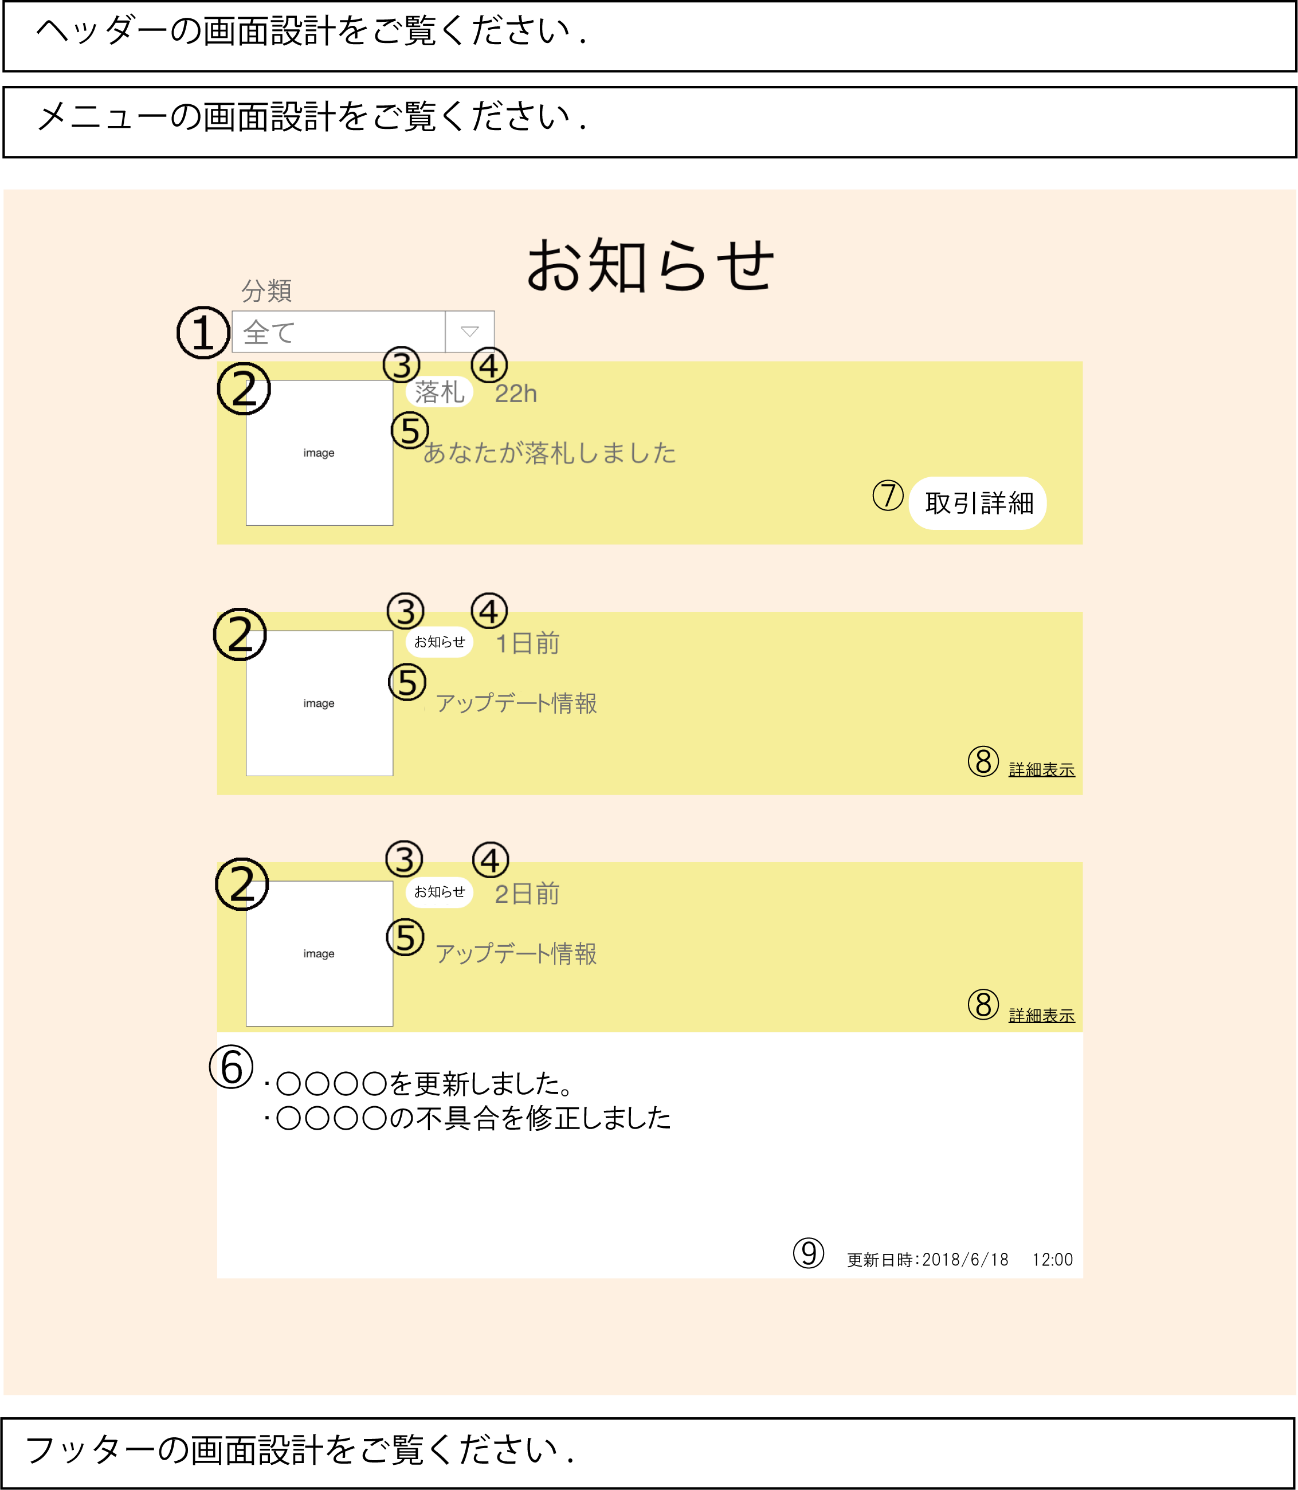 ヘッダーの画面設計をご覧ください.
メニューの画面設計をご覧ください.
お知らせ
分類
① 全て
② ③ ④
落札 22h
image
⑤ あなたが落札しました
⑦ 取引詳細
② ③ ④
お知らせ 1日前
image
⑤ アップデート情報
⑧ 詳細表示
② ③ ④
お知らせ 2日前
image
⑤ アップデート情報
⑧ 詳細表示
⑥ ・〇〇〇〇を更新しました。
・〇〇〇〇の不具合を修正しました
⑨ 更新日時：2018/6/18 12:00
フッターの画面設計をご覧ください.